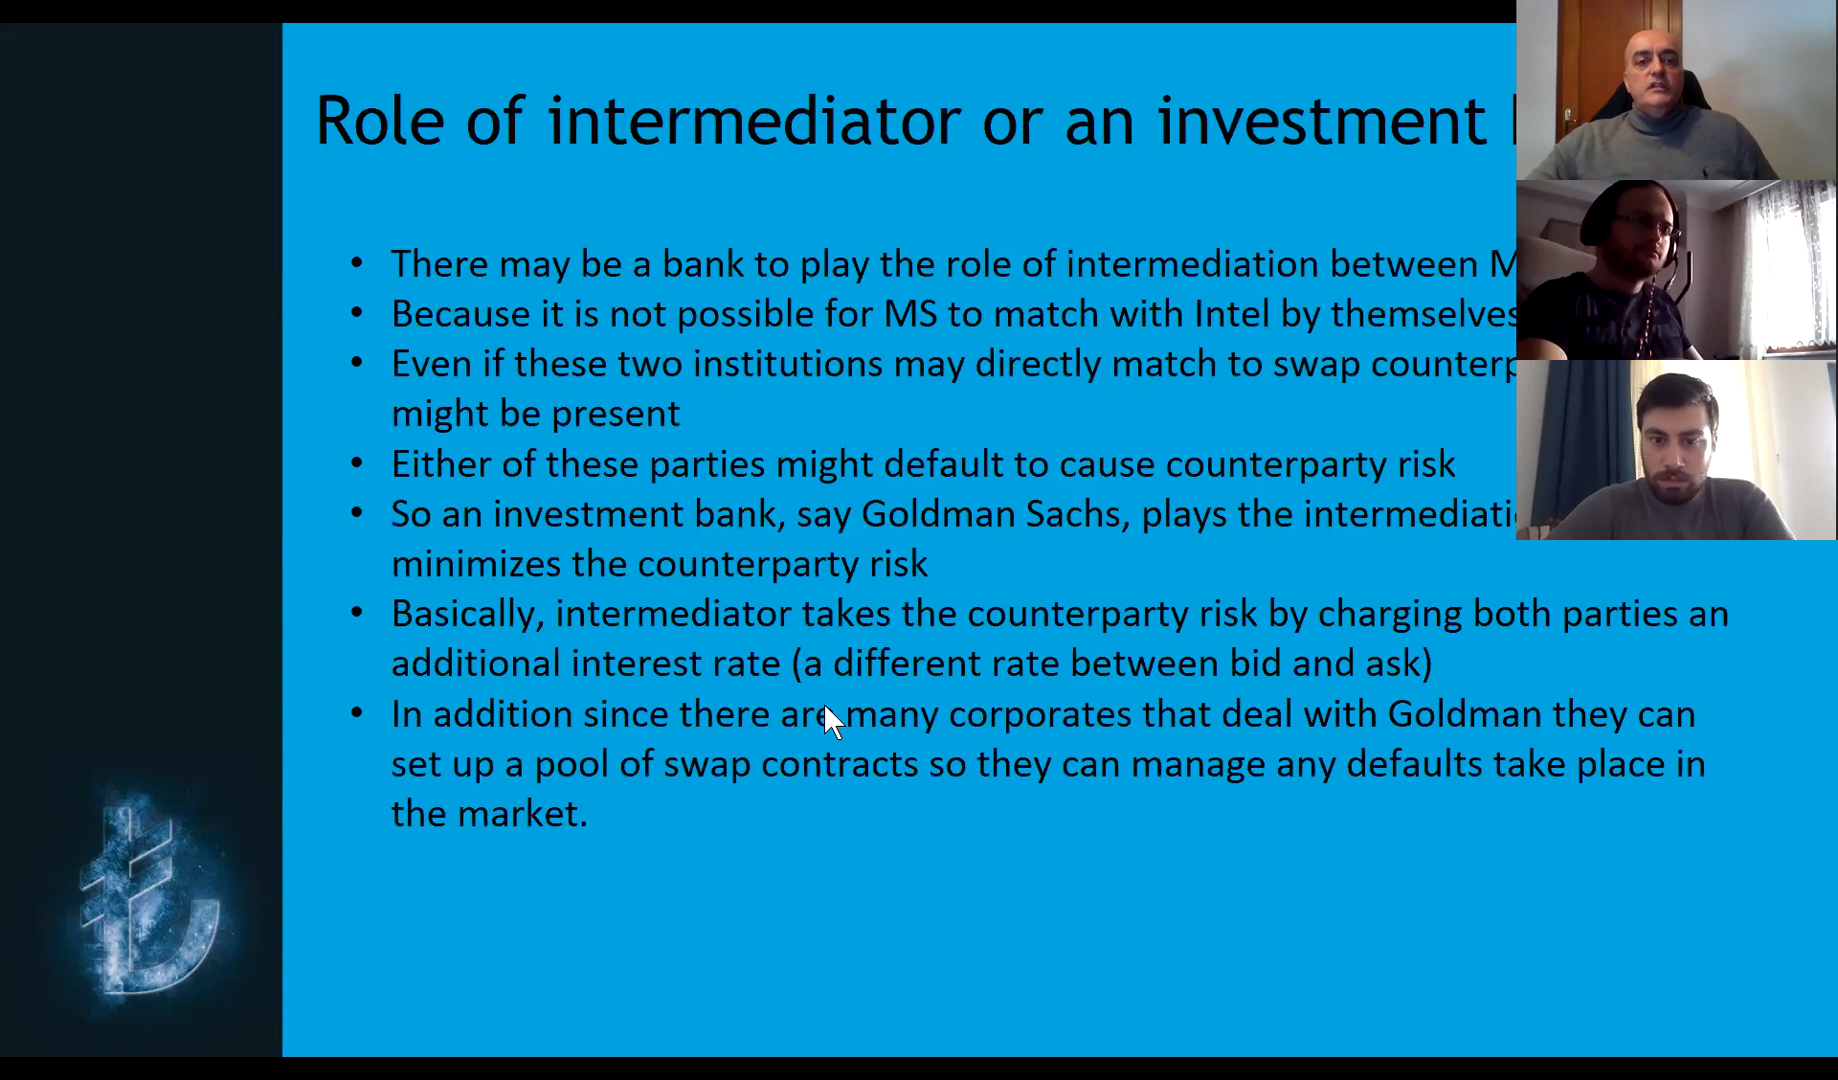 Role of intermediator or an investment
• There may be a bank to play the role of intermediation between
• Because it is not possible for MS to match with Intel by themselves
• Even if these two institutions may directly match to swap
might be present
• Either of these parties might default to cause counterparty risk
• So an investment bank, say Goldman Sachs, plays the
minimizes the counterparty risk
• Basically, intermediator takes the counterparty risk by charging both parties an
additional interest rate (a different rate between bid and ask)
• In addition since there are many corporates that deal with Goldman they can
set up a pool of swap contracts so they can manage any defaults take place in
the market.